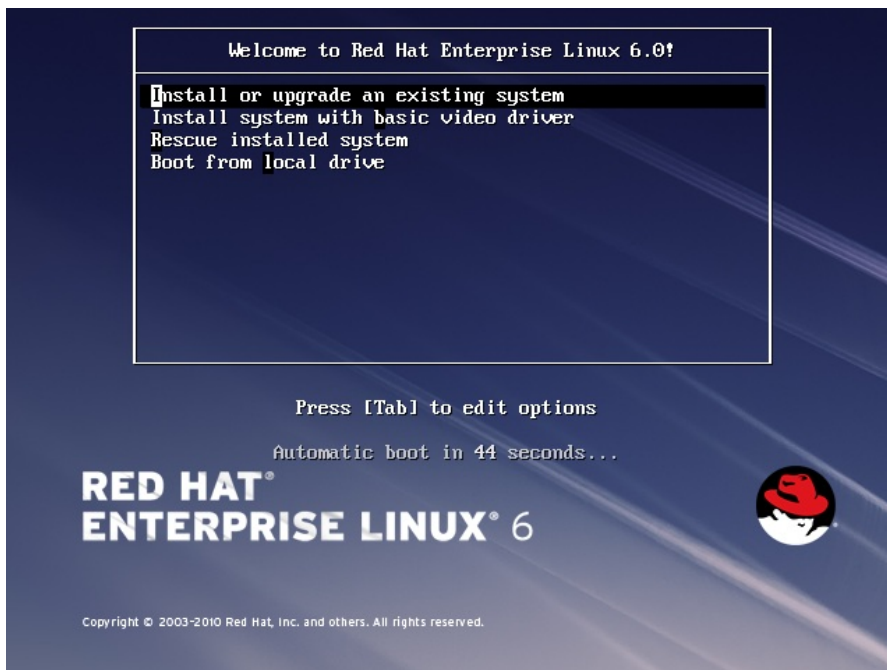 Welcome to Red Hat Enterprise Linux 6.0!
Install or upgrade an existing system
Install system with basic video driver
Rescue installed system
Boot from local drive
Press [Tab] to edit options
Automatic boot in 44 seconds...
RED HAT®
ENTERPRISE LINUX® 6
Copyright © 2003-2010 Red Hat, Inc. and others. All rights reserved.